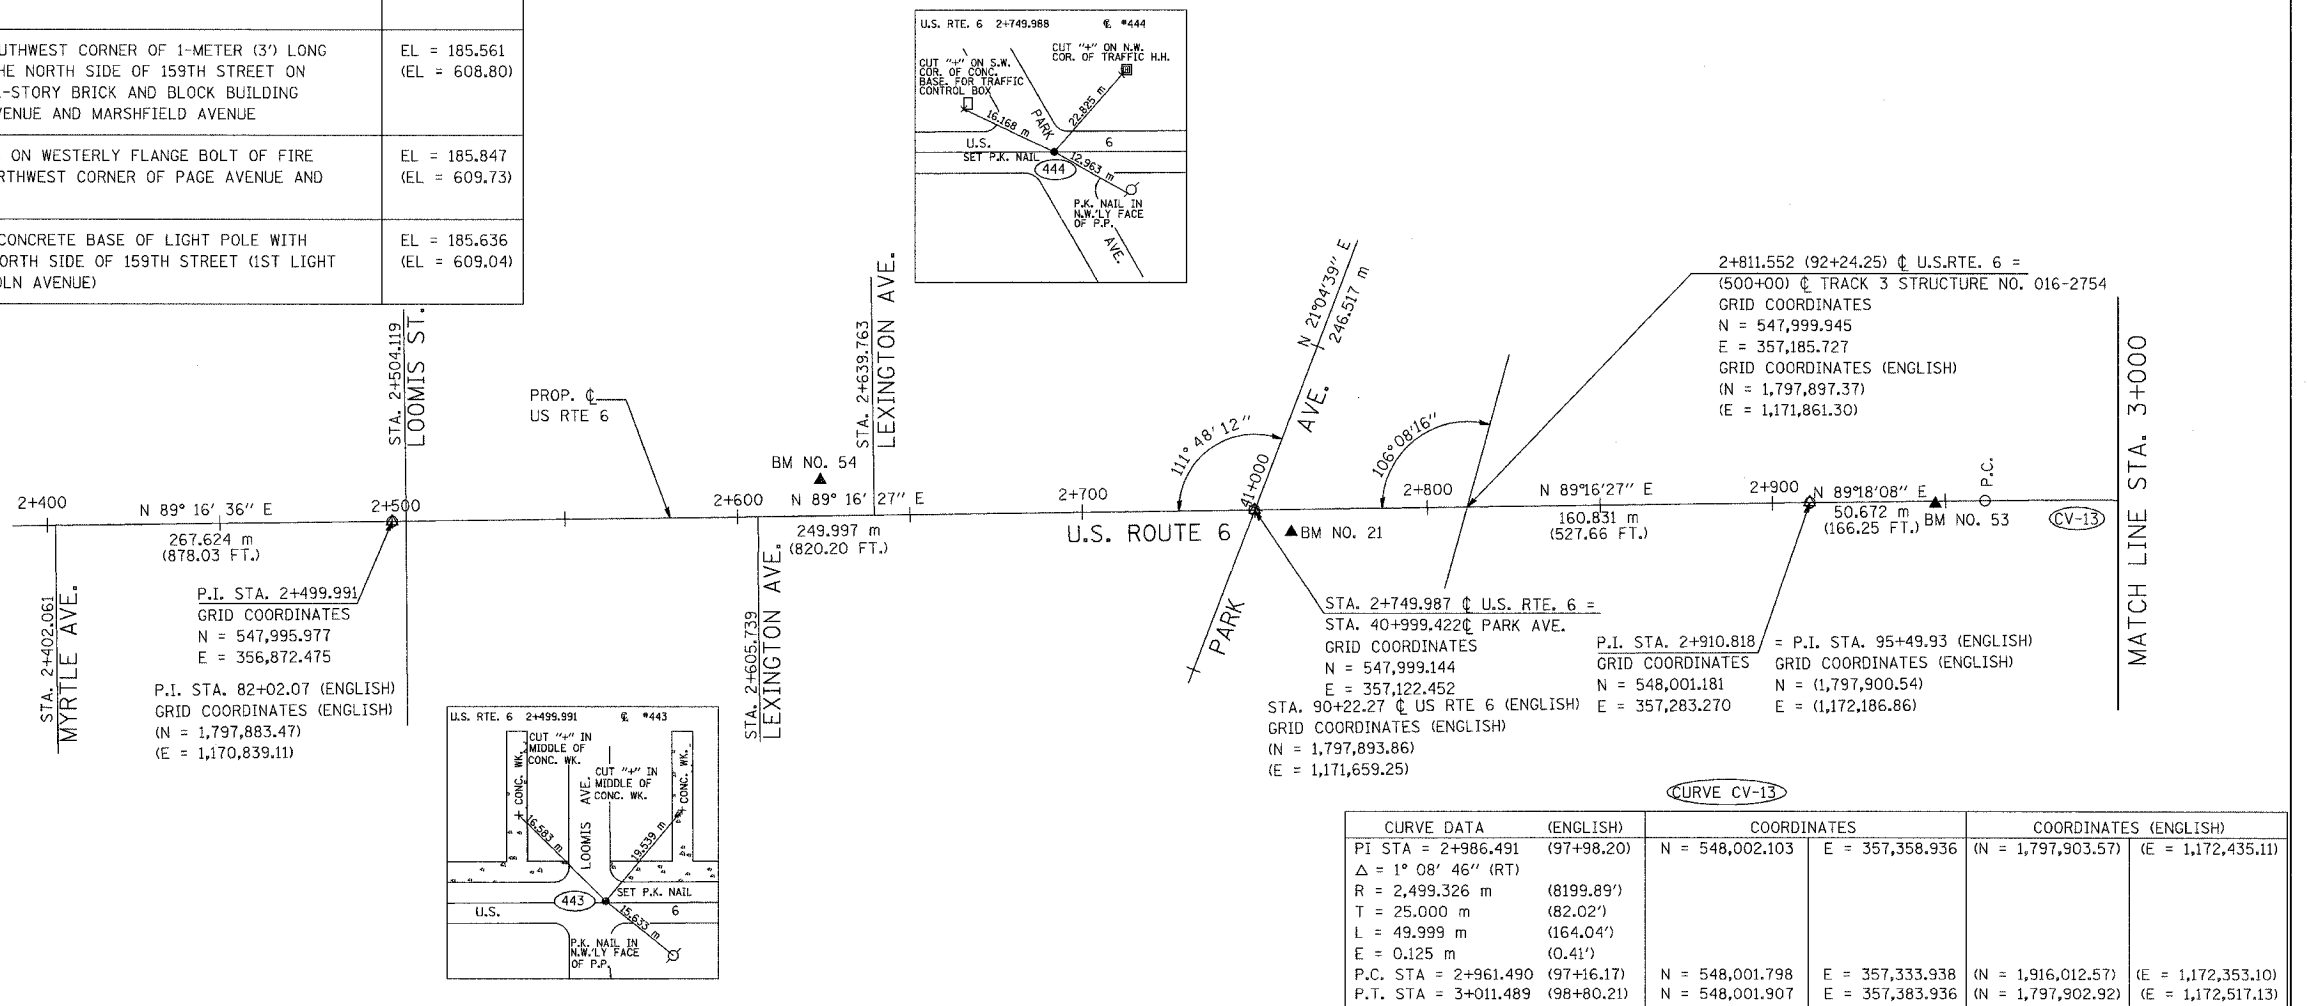 UTHWEST CORNER OF 1-METER (3') LONG
HE NORTH SIDE OF 159TH STREET ON
-STORY BRICK AND BLOCK BUILDING
VENUE AND MARSHFIELD AVENUE
EL = 185.561
(EL = 608.80)
ON WESTERLY FLANGE BOLT OF FIRE
RTHWEST CORNER OF PAGE AVENUE AND
EL = 185.847
(EL = 609.73)
CONCRETE BASE OF LIGHT POLE WITH
ORTH SIDE OF 159TH STREET (1ST LIGHT
OLN AVENUE)
EL = 185.636
(EL = 609.04)
U.S. RTE. 6 2+749.988 ℄ #444
CUT "+" ON S.W.
COR. OF CONC.
BASE. FOR TRAFFIC
CONTROL BOX
CUT "+" ON N.W.
COR. OF TRAFFIC H.H.
16.168 m
PARK
22.825 m
U.S.
6
SET P.K. NAIL
444
12.963 m
P.K. NAIL IN
N.W.'LY FACE
OF P.P.
AVE.
2+400
N 89° 16' 36" E
267.624 m
(878.03 FT.)
STA. 2+402.061
MYRTLE AVE.
2+500
STA. 2+504.119
LOOMIS ST.
P.I. STA. 2+499.991
GRID COORDINATES
N = 547,995.977
E = 356,872.475
P.I. STA. 82+02.07 (ENGLISH)
GRID COORDINATES (ENGLISH)
(N = 1,797,883.47)
(E = 1,170,839.11)
PROP. ℄
US RTE 6
2+600
STA. 2+605.739
LEXINGTON AVE.
BM NO. 54
N 89° 16' 27" E
249.997 m
(820.20 FT.)
STA. 2+639.763
LEXINGTON AVE.
U.S. RTE. 6 2+499.991 ℄ #443
CUT "+" IN
MIDDLE OF
CONC. WK.
CUT "+" IN
MIDDLE OF
CONC. WK.
CONC. WK.
CONC. WK.
LOOMIS AVE.
16.583 m
19.539 m
SET P.K. NAIL
443
U.S.
6
15.633 m
P.K. NAIL IN
N.W.'LY FACE
OF P.P.
2+700
U.S. ROUTE 6
111° 48' 12"
41+000
PARK
AVE.
N 21°04'39" E
246.517 m
BM NO. 21
106°08'16"
2+800
STA. 2+749.987 ℄ U.S. RTE. 6 =
STA. 40+999.422℄ PARK AVE.
GRID COORDINATES
N = 547,999.144
E = 357,122.452
STA. 90+22.27 ℄ US RTE 6 (ENGLISH)
GRID COORDINATES (ENGLISH)
(N = 1,797,893.86)
(E = 1,171,659.25)
2+811.552 (92+24.25) ℄ U.S.RTE. 6 =
(500+00) ℄ TRACK 3 STRUCTURE NO. 016-2754
GRID COORDINATES
N = 547,999.945
E = 357,185.727
GRID COORDINATES (ENGLISH)
(N = 1,797,897.37)
(E = 1,171,861.30)
N 89°16'27" E
160.831 m
(527.66 FT.)
2+900
N 89°18'08" E
50.672 m
(166.25 FT.)
BM NO. 53
P.C.
CV-13
MATCH LINE STA. 3+000
P.I. STA. 2+910.818 = P.I. STA. 95+49.93 (ENGLISH)
GRID COORDINATES GRID COORDINATES (ENGLISH)
N = 548,001.181 N = (1,797,900.54)
E = 357,283.270 E = (1,172,186.86)
CURVE CV-13
CURVE DATA (ENGLISH) COORDINATES COORDINATES (ENGLISH)
PI STA = 2+986.491 (97+98.20) N = 548,002.103 E = 357,358.936 (N = 1,797,903.57) (E = 1,172,435.11)
Δ = 1° 08' 46" (RT)
R = 2,499.326 m (8199.89')
T = 25.000 m (82.02')
L = 49.999 m (164.04')
E = 0.125 m (0.41')
P.C. STA = 2+961.490 (97+16.17) N = 548,001.798 E = 357,333.938 (N = 1,916,012.57) (E = 1,172,353.10)
P.T. STA = 3+011.489 (98+80.21) N = 548,001.907 E = 357,383.936 (N = 1,797,902.92) (E = 1,172,517.13)